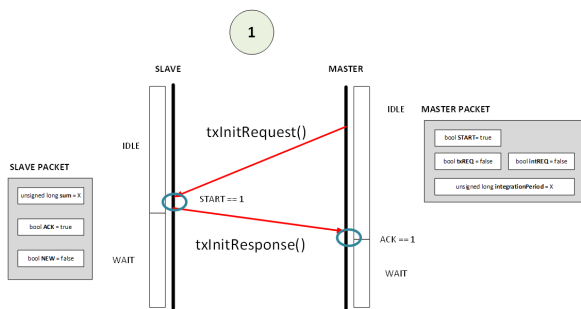 1
SLAVE
MASTER
IDLE
MASTER PACKET
txInitRequest()
bool START= true
IDLE
bool txREQ = false
bool intREQ = false
SLAVE PACKET
unsigned long integrationPeriod = X
unsigned long sum = X
START == 1
bool ACK = true
txInitResponse()
ACK == 1
bool NEW = false
WAIT
WAIT